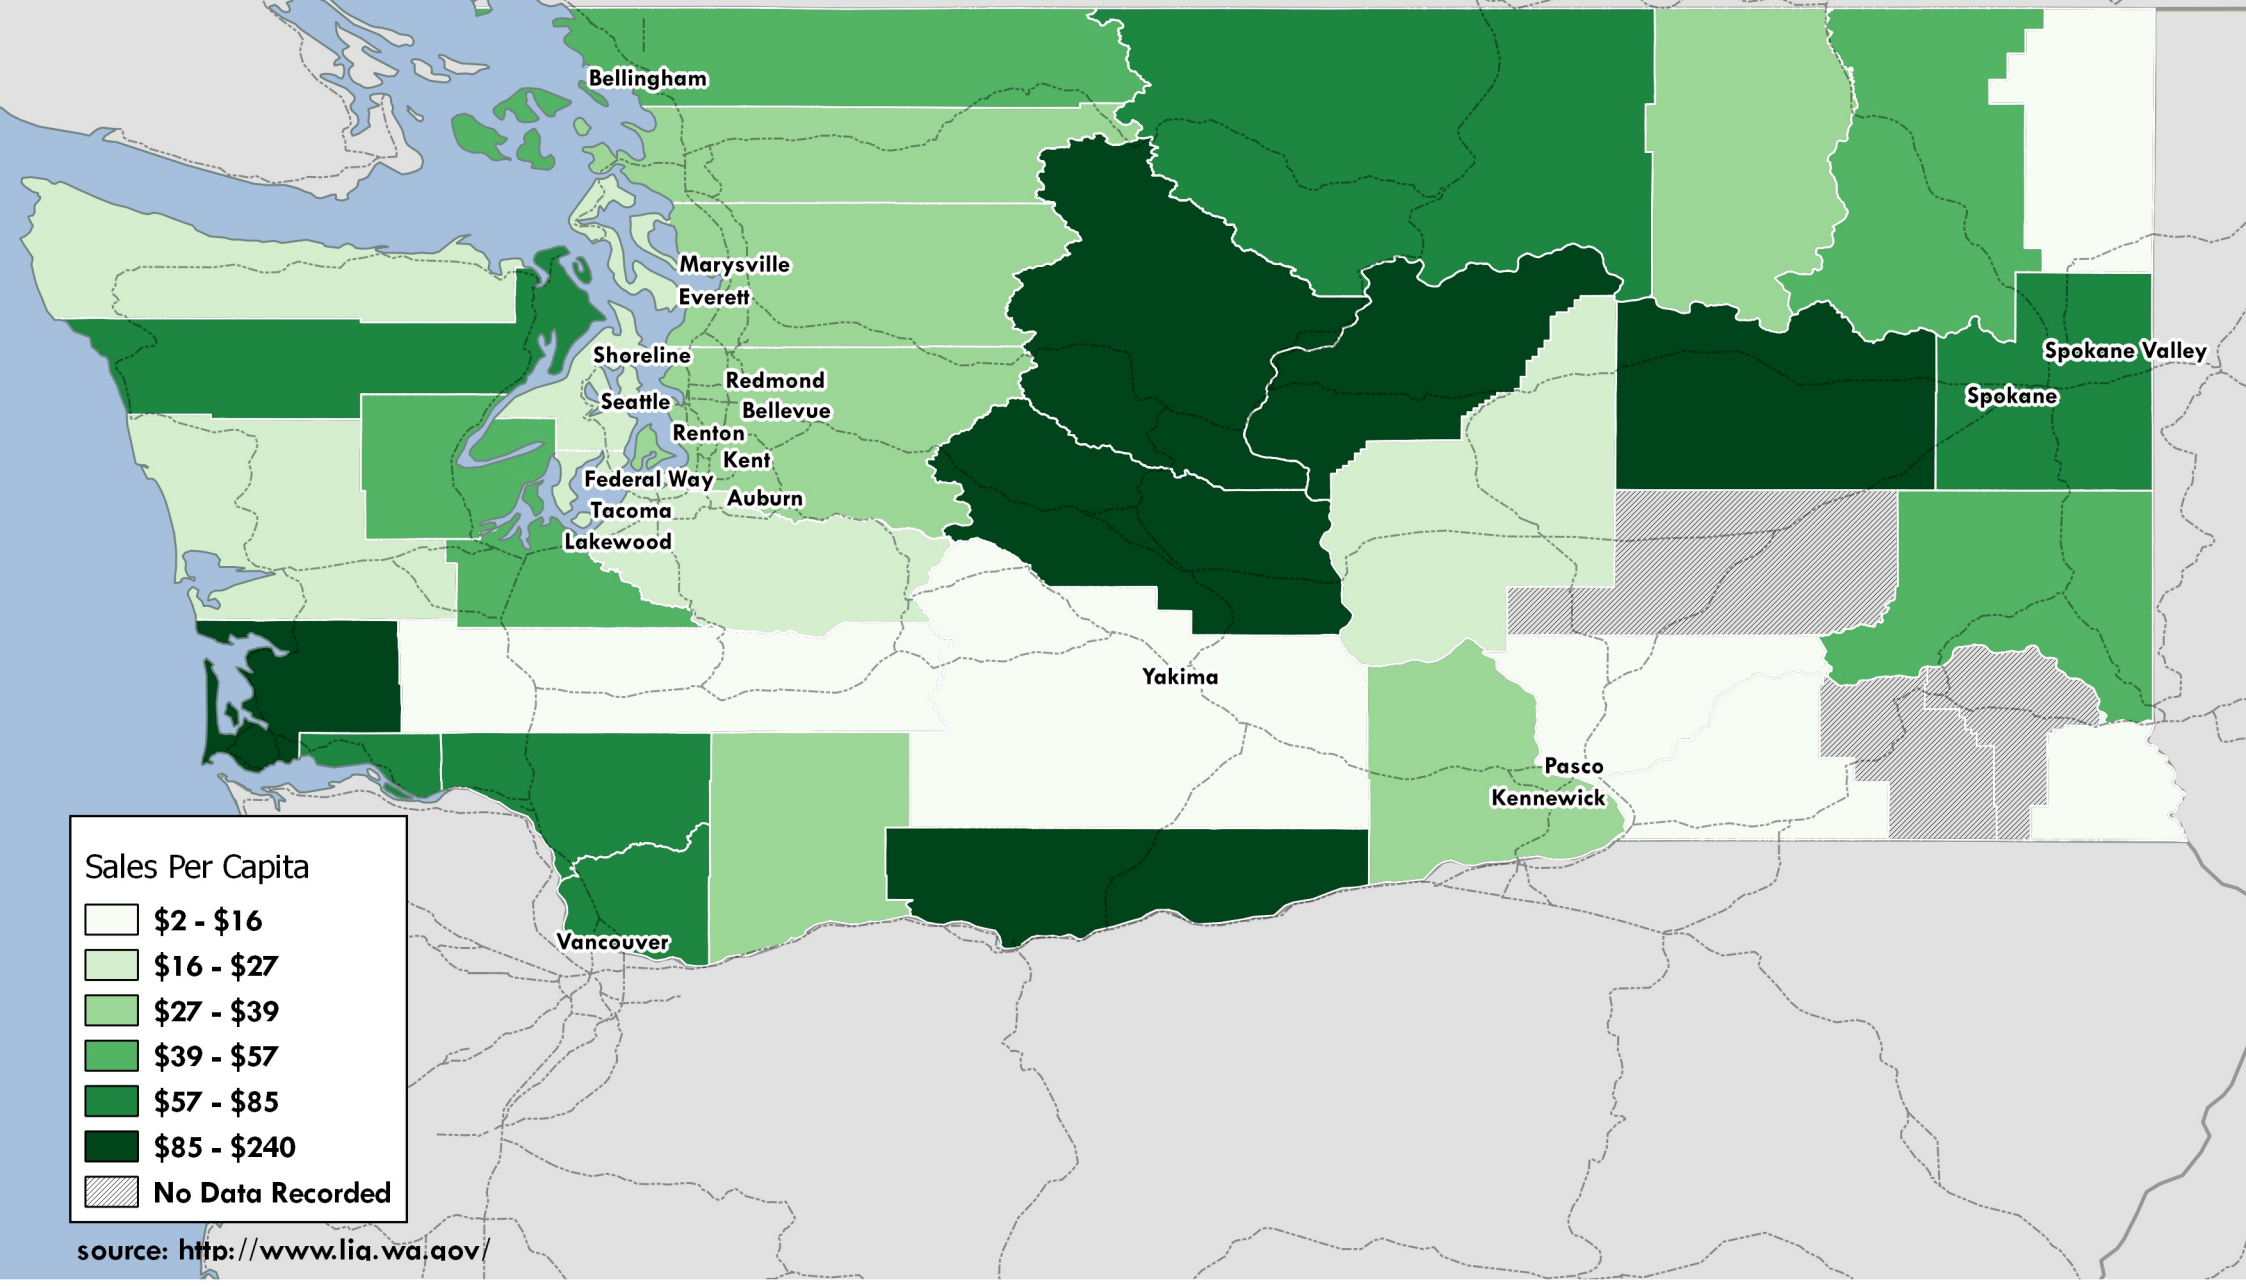 Bellingham
Marysville
Everett
Shoreline
Redmond
Seattle
Bellevue
Renton
Kent
Federal Way
Auburn
Tacoma
Lakewood
Spokane Valley
Spokane
Yakima
Pasco
Kennewick
Vancouver
Sales Per Capita
$2 - $16
$16 - $27
$27 - $39
$39 - $57
$57 - $85
$85 - $240
No Data Recorded
source: http://www.liq.wa.gov/